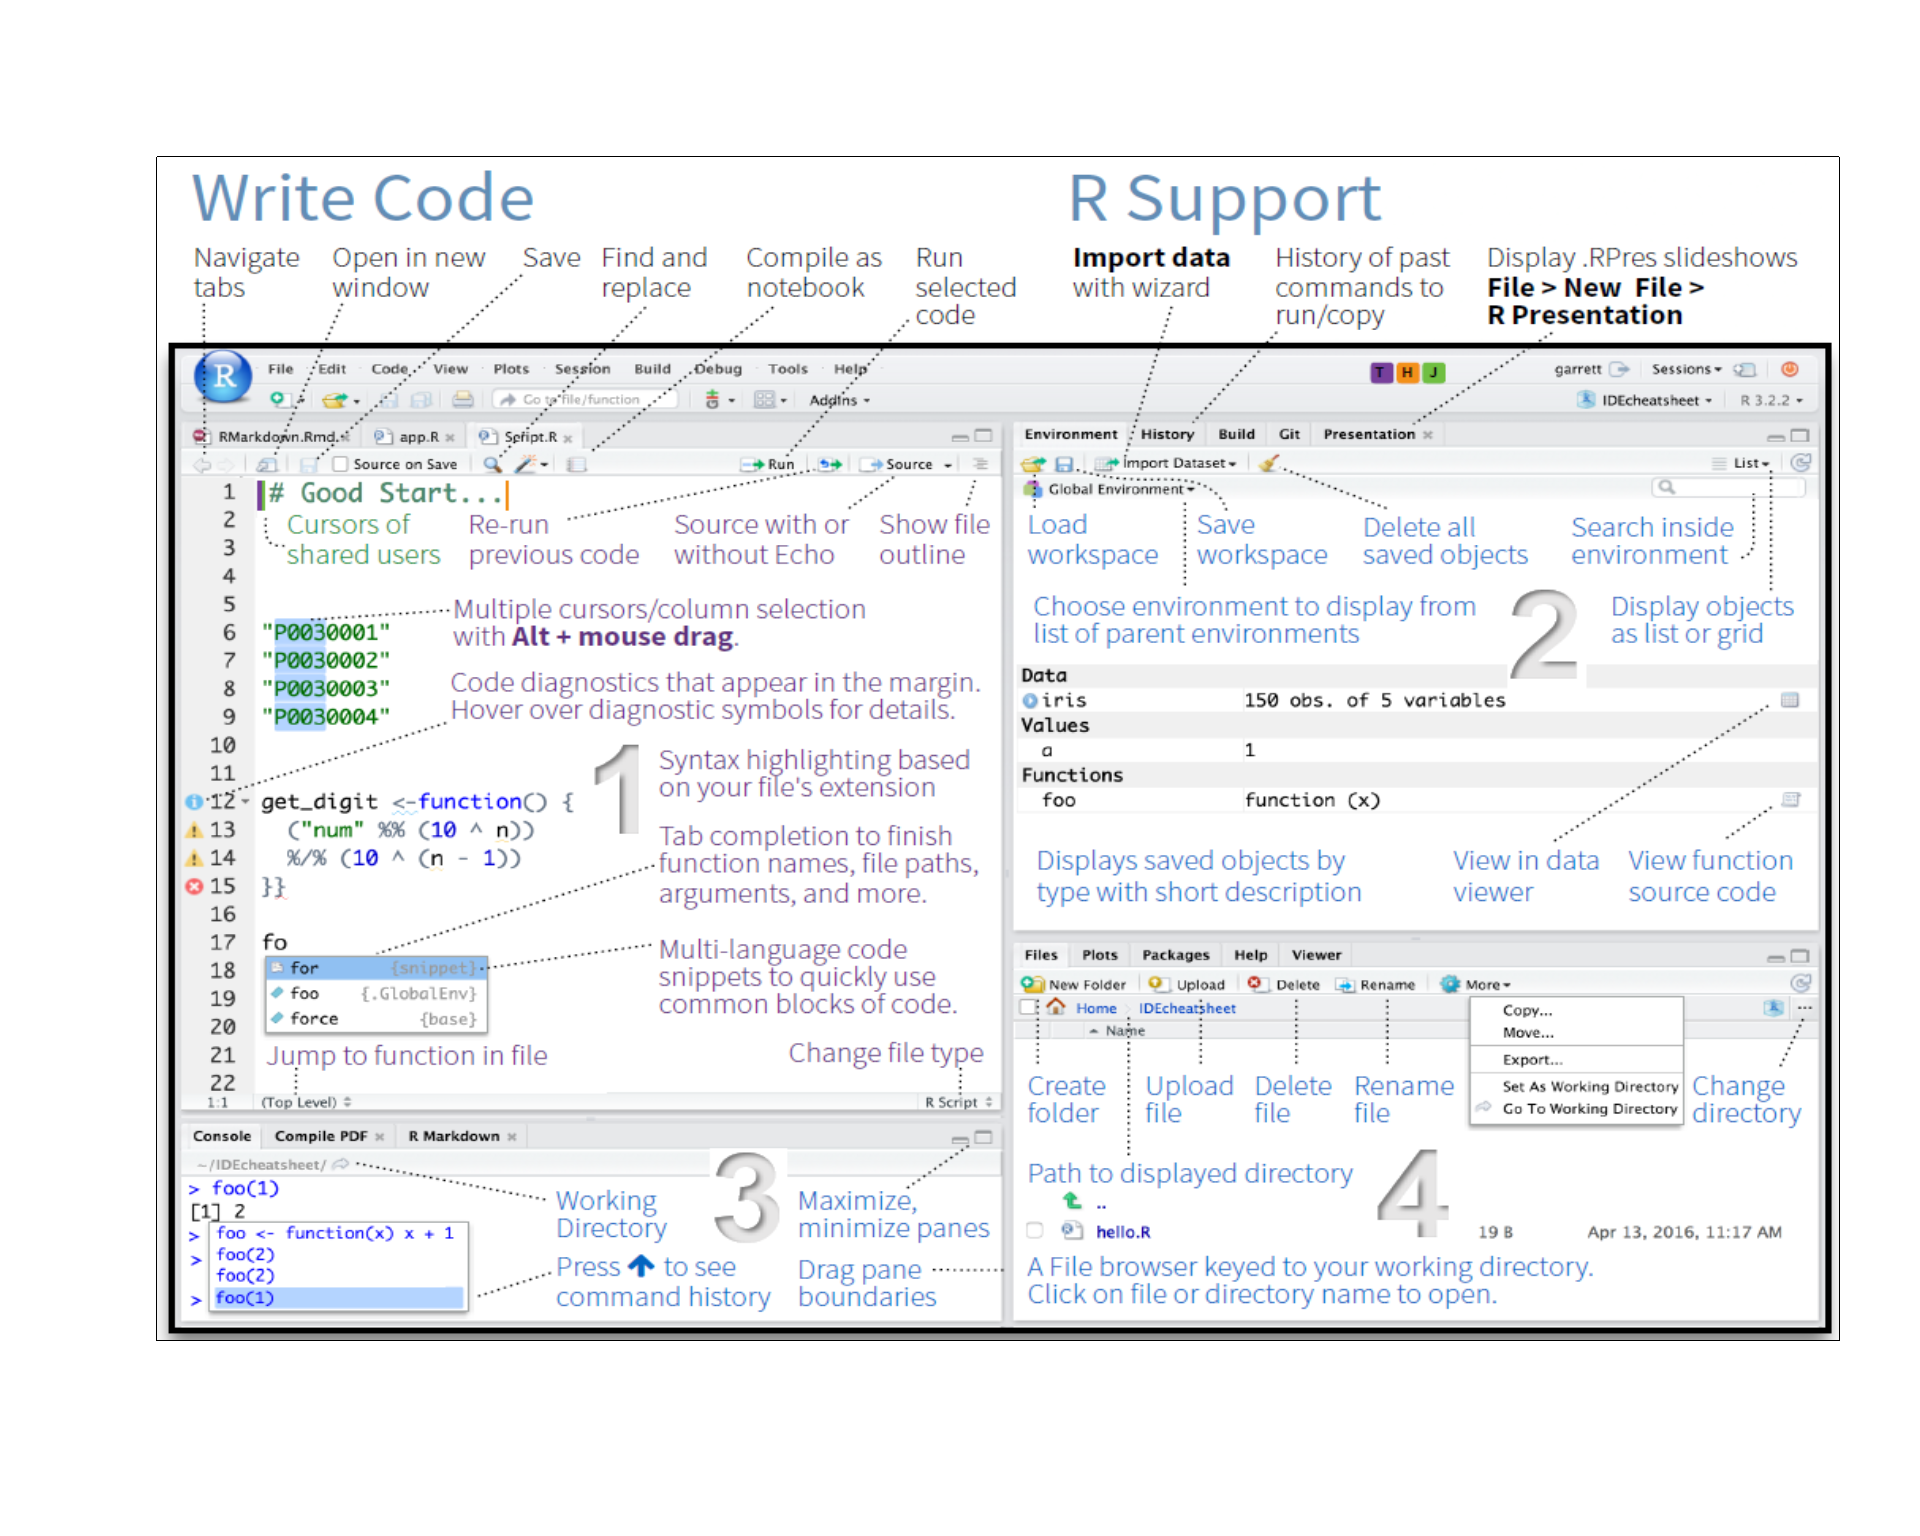 Write Code
R Support
Navigate
tabs
Open in new
window
Save
Find and
replace
Compile as
notebook
Run
selected
code
Import data
with wizard
History of past
commands to
run/copy
Display .RPres slideshows
File > New File >
R Presentation
R
File Edit Code View Plots Session Build Debug Tools Help
T H J
garrett Sessions
Go to file/function
AddIns
IDEcheatsheet R 3.2.2
RMarkdown.Rmd app.R Script.R
Source on Save
Run
Source
1 # Good Start...
2
3
4
5
6 "P0030001"
7 "P0030002"
8 "P0030003"
9 "P0030004"
10
11
12 get_digit <-function() {
13 ("num" %% (10 ^ n))
14 %/% (10 ^ (n - 1))
15 }}
16
17 fo
18
19
20
21
22
for {snippet}
foo {.GlobalEnv}
force {base}
Cursors of
shared users
Re-run
previous code
Source with or
without Echo
Show file
outline
Multiple cursors/column selection
with Alt + mouse drag.
Code diagnostics that appear in the margin.
Hover over diagnostic symbols for details.
1
Syntax highlighting based
on your file's extension
Tab completion to finish
function names, file paths,
arguments, and more.
Multi-language code
snippets to quickly use
common blocks of code.
Jump to function in file
Change file type
1:1 (Top Level) R Script
Console Compile PDF R Markdown
~/IDEcheatsheet/
> foo(1)
[1] 2
>
>
>
foo <- function(x) x + 1
foo(2)
foo(2)
foo(1)
Working
Directory
3
Maximize,
minimize panes
Press to see
command history
Drag pane
boundaries
Environment History Build Git Presentation
Import Dataset
List
Global Environment
Load
workspace
Save
workspace
Delete all
saved objects
Search inside
environment
Choose environment to display from
list of parent environments
2
Display objects
as list or grid
Data
iris 150 obs. of 5 variables
Values
a 1
Functions
foo function (x)
Displays saved objects by
type with short description
View in data
viewer
View function
source code
Files Plots Packages Help Viewer
New Folder Upload Delete Rename More
Home IDEcheatsheet
Name
Copy...
Move...
Export...
Set As Working Directory
Go To Working Directory
...
Create
folder
Upload
file
Delete
file
Rename
file
Change
directory
Path to displayed directory
4
..
hello.R 19 B Apr 13, 2016, 11:17 AM
A File browser keyed to your working directory.
Click on file or directory name to open.